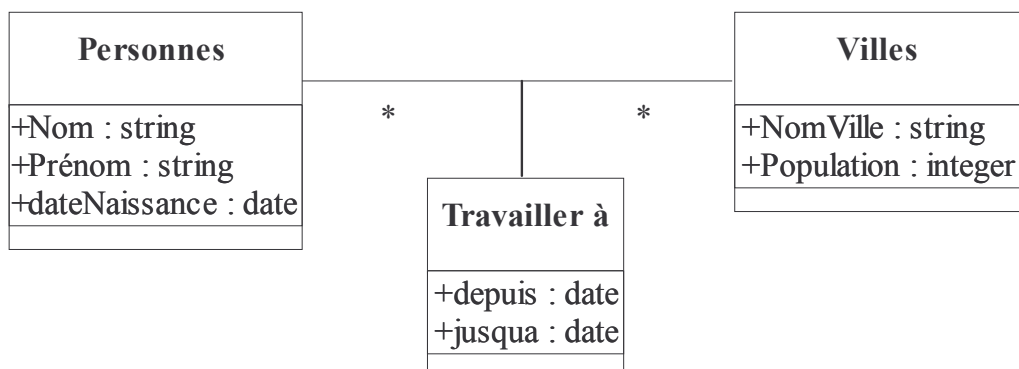 Personnes
+Nom : string
+Prénom : string
+dateNaissance : date
*
*
Villes
+NomVille : string
+Population : integer
Travailler à
+depuis : date
+jusqua : date